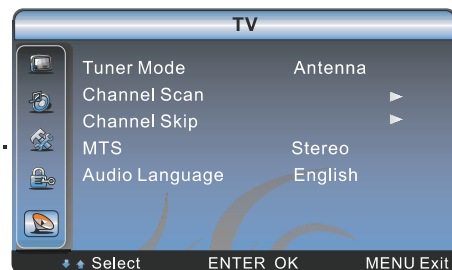 TV
Tuner Mode Antenna
Channel Scan
Channel Skip
MTS Stereo
Audio Language English
Select ENTER OK MENU Exit